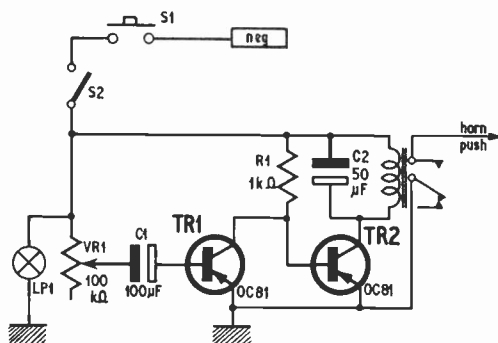 S1
neg
S2
horn
push
R1
1kΩ
C2
50
μF
TR1
TR2
C1
VR1
100
kΩ
100μF
LP1
OC81
OC81